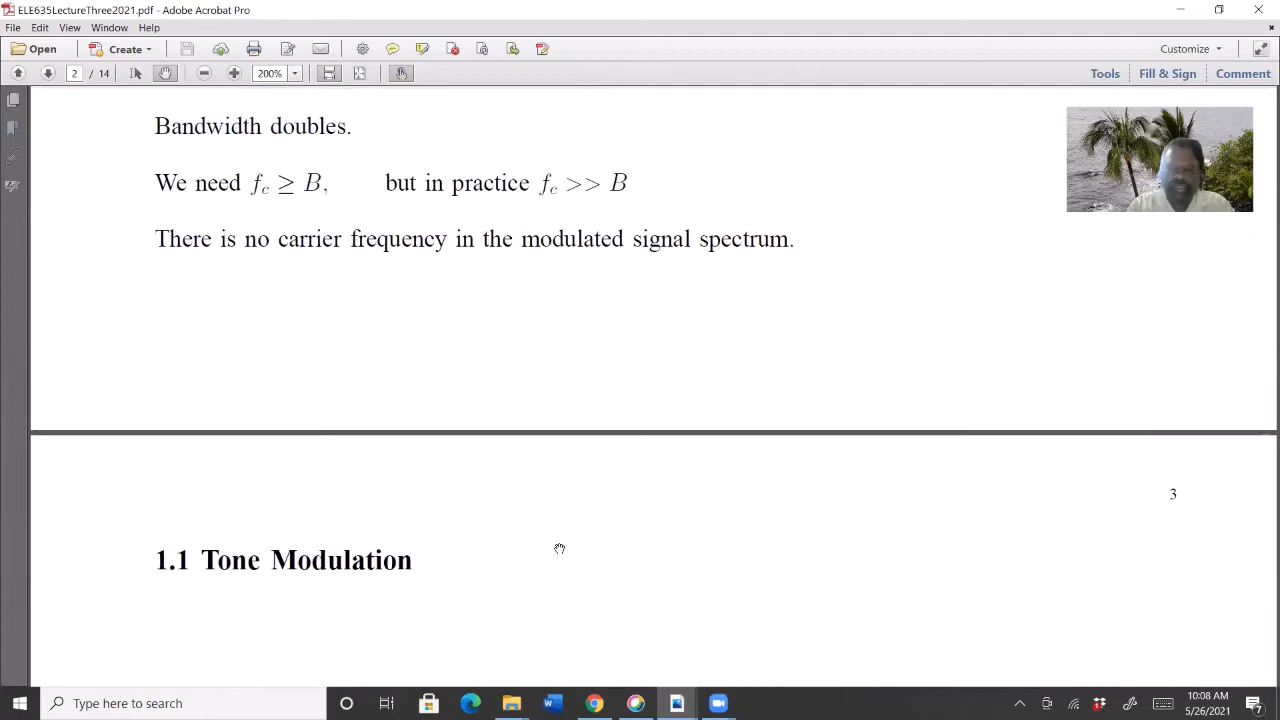 ELE635LectureThree2021.pdf - Adobe Acrobat Pro
File Edit View Window Help
Open Create Customize
2 / 14 200% Tools Fill & Sign Comment
Bandwidth doubles.
We need f_c ≥ B, but in practice f_c >> B
There is no carrier frequency in the modulated signal spectrum.
3
1.1 Tone Modulation
Type here to search
10:08 AM
5/26/2021
7